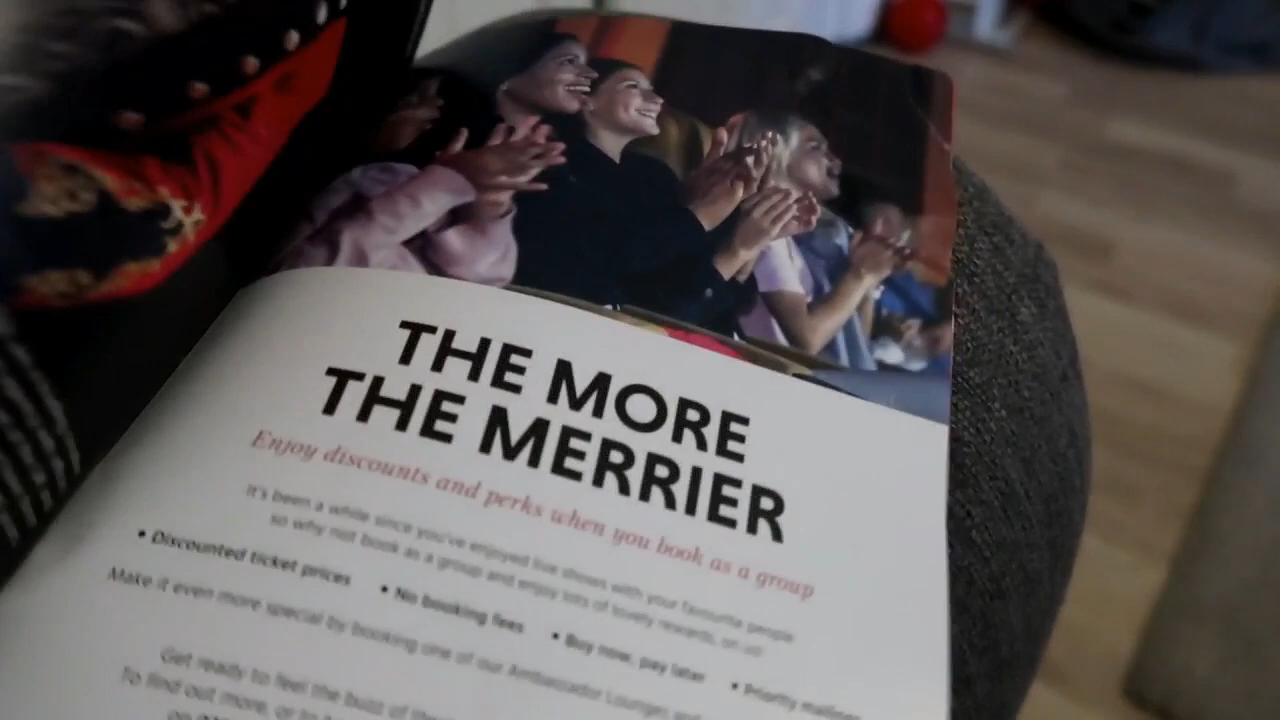 THE MORE
THE MERRIER
Enjoy discounts and perks when you book as a group
It's been a while since you've enjoyed live shows with your favourite people
so why not book as a group and enjoy lots of lovely rewards, on us!
• Discounted ticket prices • No booking fees • Buy now, pay later • Priority
Make it even more special by booking one of our Ambassador Lounges
Get ready to feel the buzz of
To find out more, or to
on